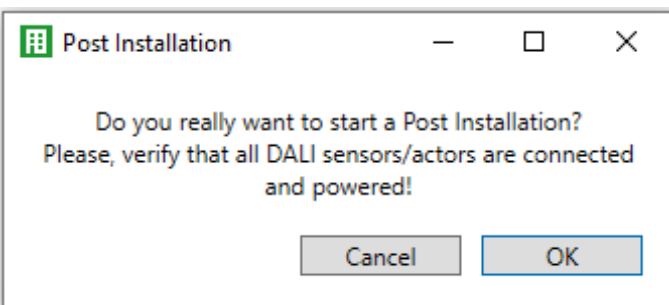 Post Installation
Do you really want to start a Post Installation?
Please, verify that all DALI sensors/actors are connected
and powered!
Cancel
OK